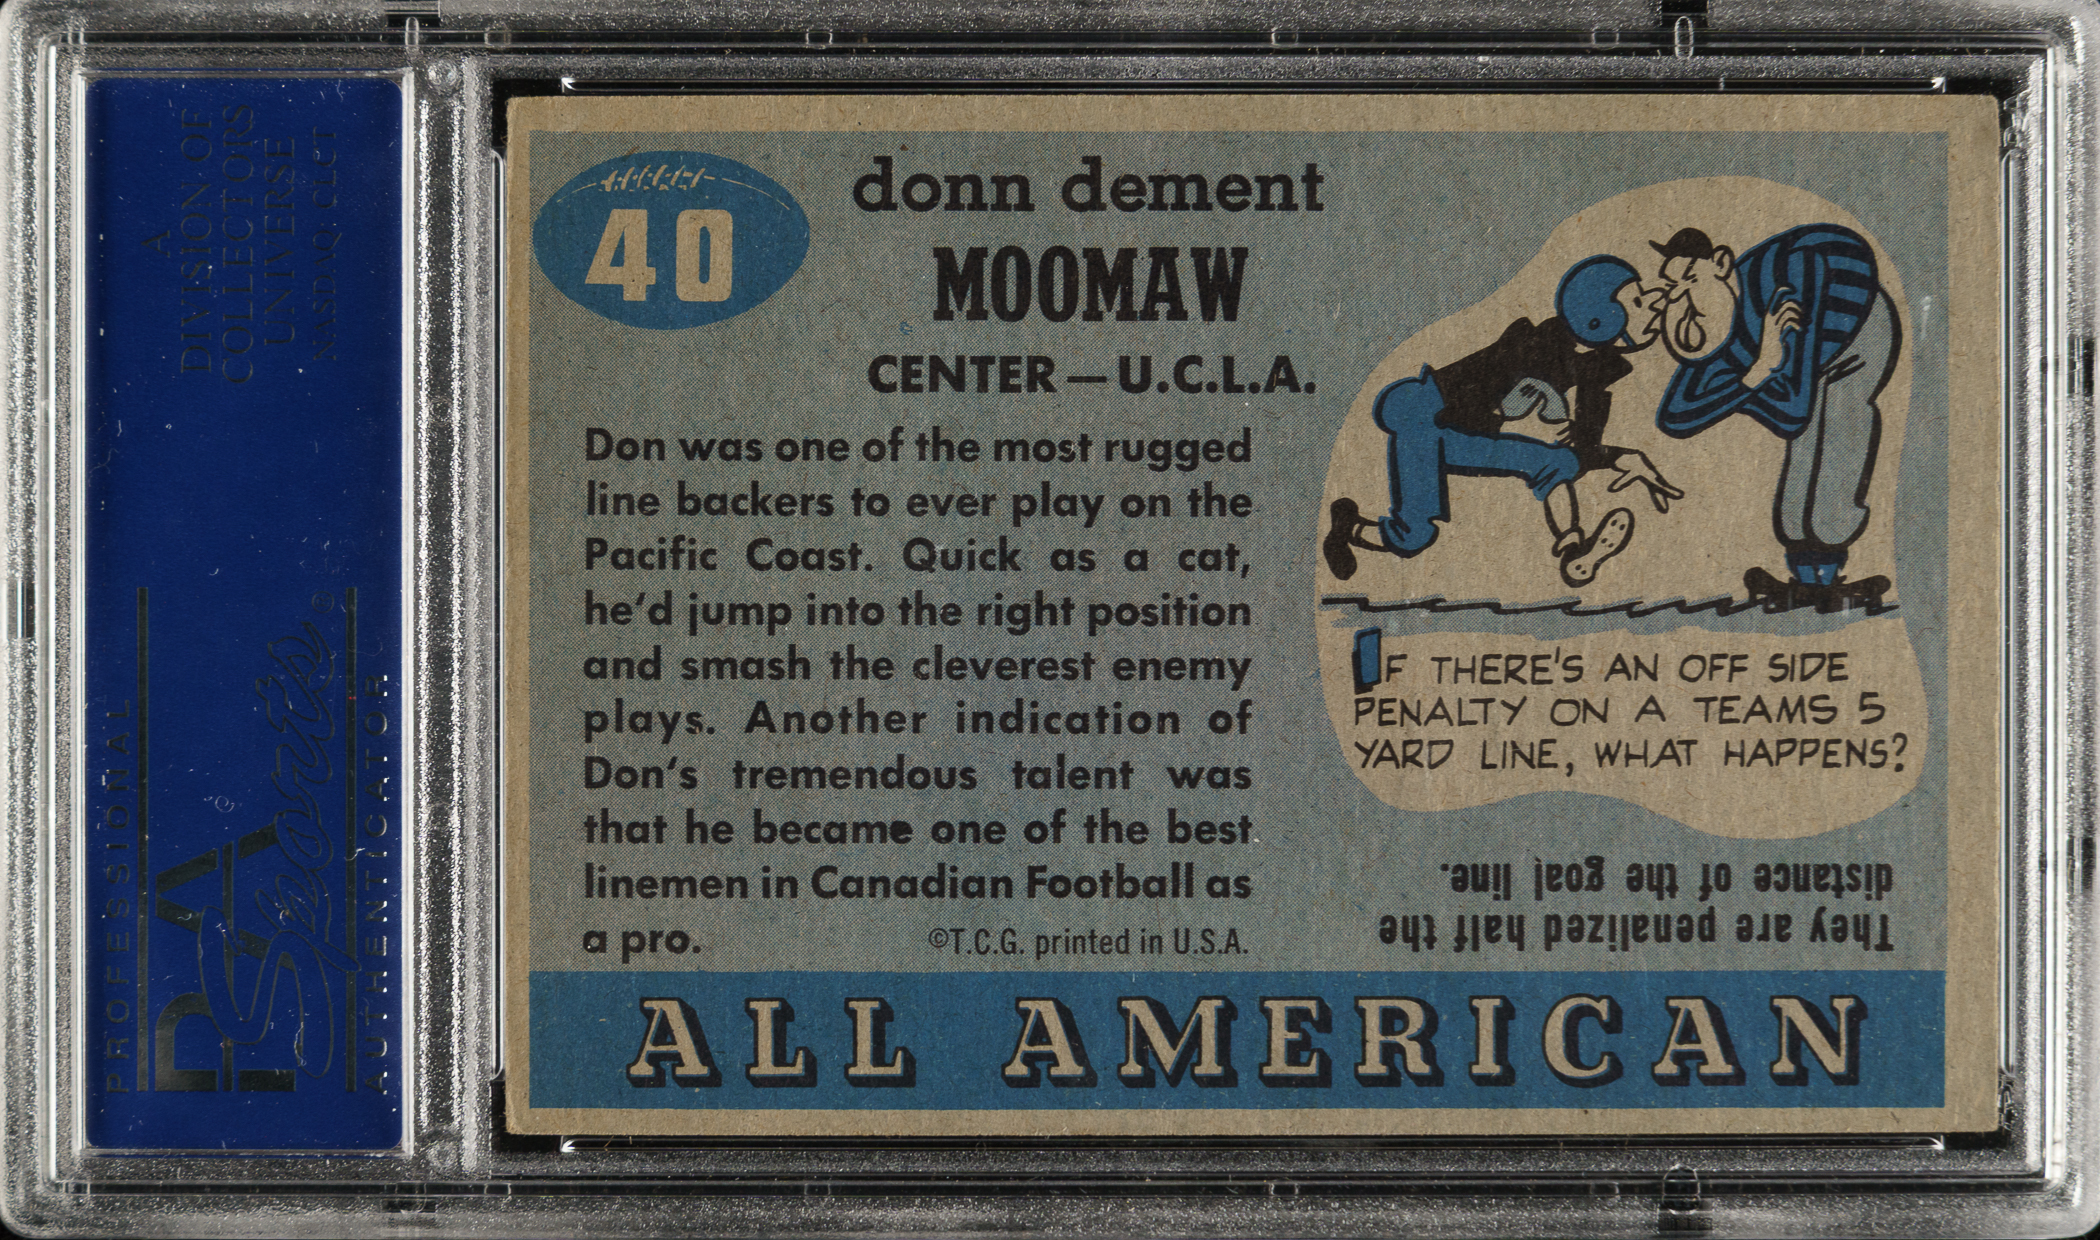 A
DIVISION OF
COLLECTORS
UNIVERSE
NASDAQ: CLCT
PROFESSIONAL
PSA
Sports
AUTHENTICATOR
40
donn dement
MOOMAW
CENTER — U.C.L.A.
Don was one of the most rugged
line backers to ever play on the
Pacific Coast. Quick as a cat,
he'd jump into the right position
and smash the cleverest enemy
plays. Another indication of
Don's tremendous talent was
that he became one of the best
linemen in Canadian Football as
a pro.
©T.C.G. printed in U.S.A.
IF THERE'S AN OFF SIDE
PENALTY ON A TEAMS 5
YARD LINE, WHAT HAPPENS?
They are penalized half the
distance of the goal line.
ALL AMERICAN